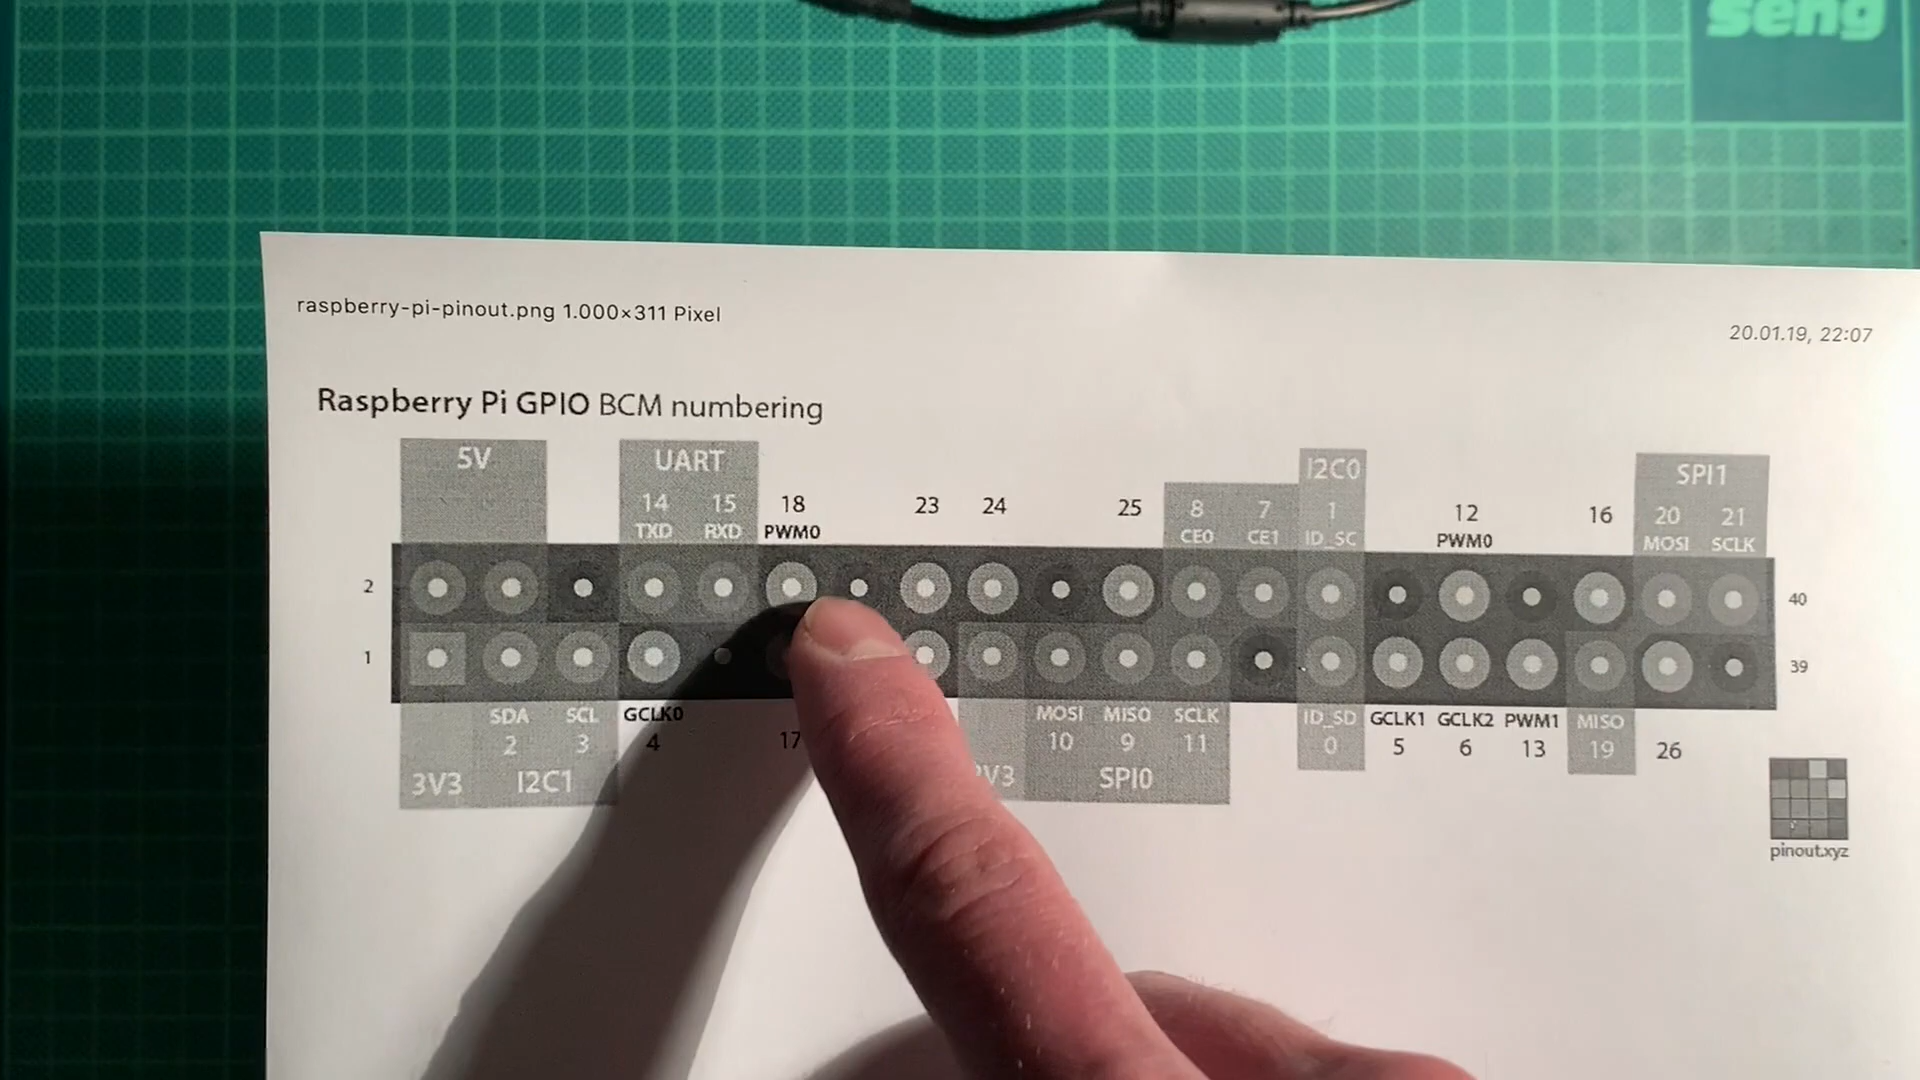 seng
raspberry-pi-pinout.png 1.000×311 Pixel
20.01.19, 22:07
Raspberry Pi GPIO BCM numbering
5V UART I2C0 SPI1
14 15 18 23 24 25 8 7 1 12 16 20 21
TXD RXD PWM0 CE0 CE1 ID_SC PWM0 MOSI SCLK
2 40
1 39
SDA SCL GCLK0 MOSI MISO SCLK ID_SD GCLK1 GCLK2 PWM1 MISO
2 3 4 17 10 9 11 0 5 6 13 19 26
3V3 I2C1 V3 SPI0
pinout.xyz